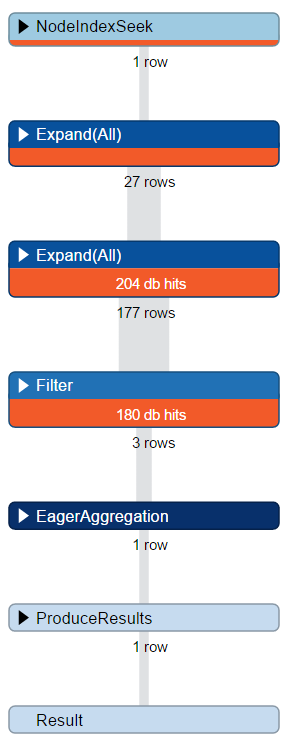 NodeIndexSeek
1 row
Expand(All)
27 rows
Expand(All)
204 db hits
177 rows
Filter
180 db hits
3 rows
EagerAggregation
1 row
ProduceResults
1 row
Result